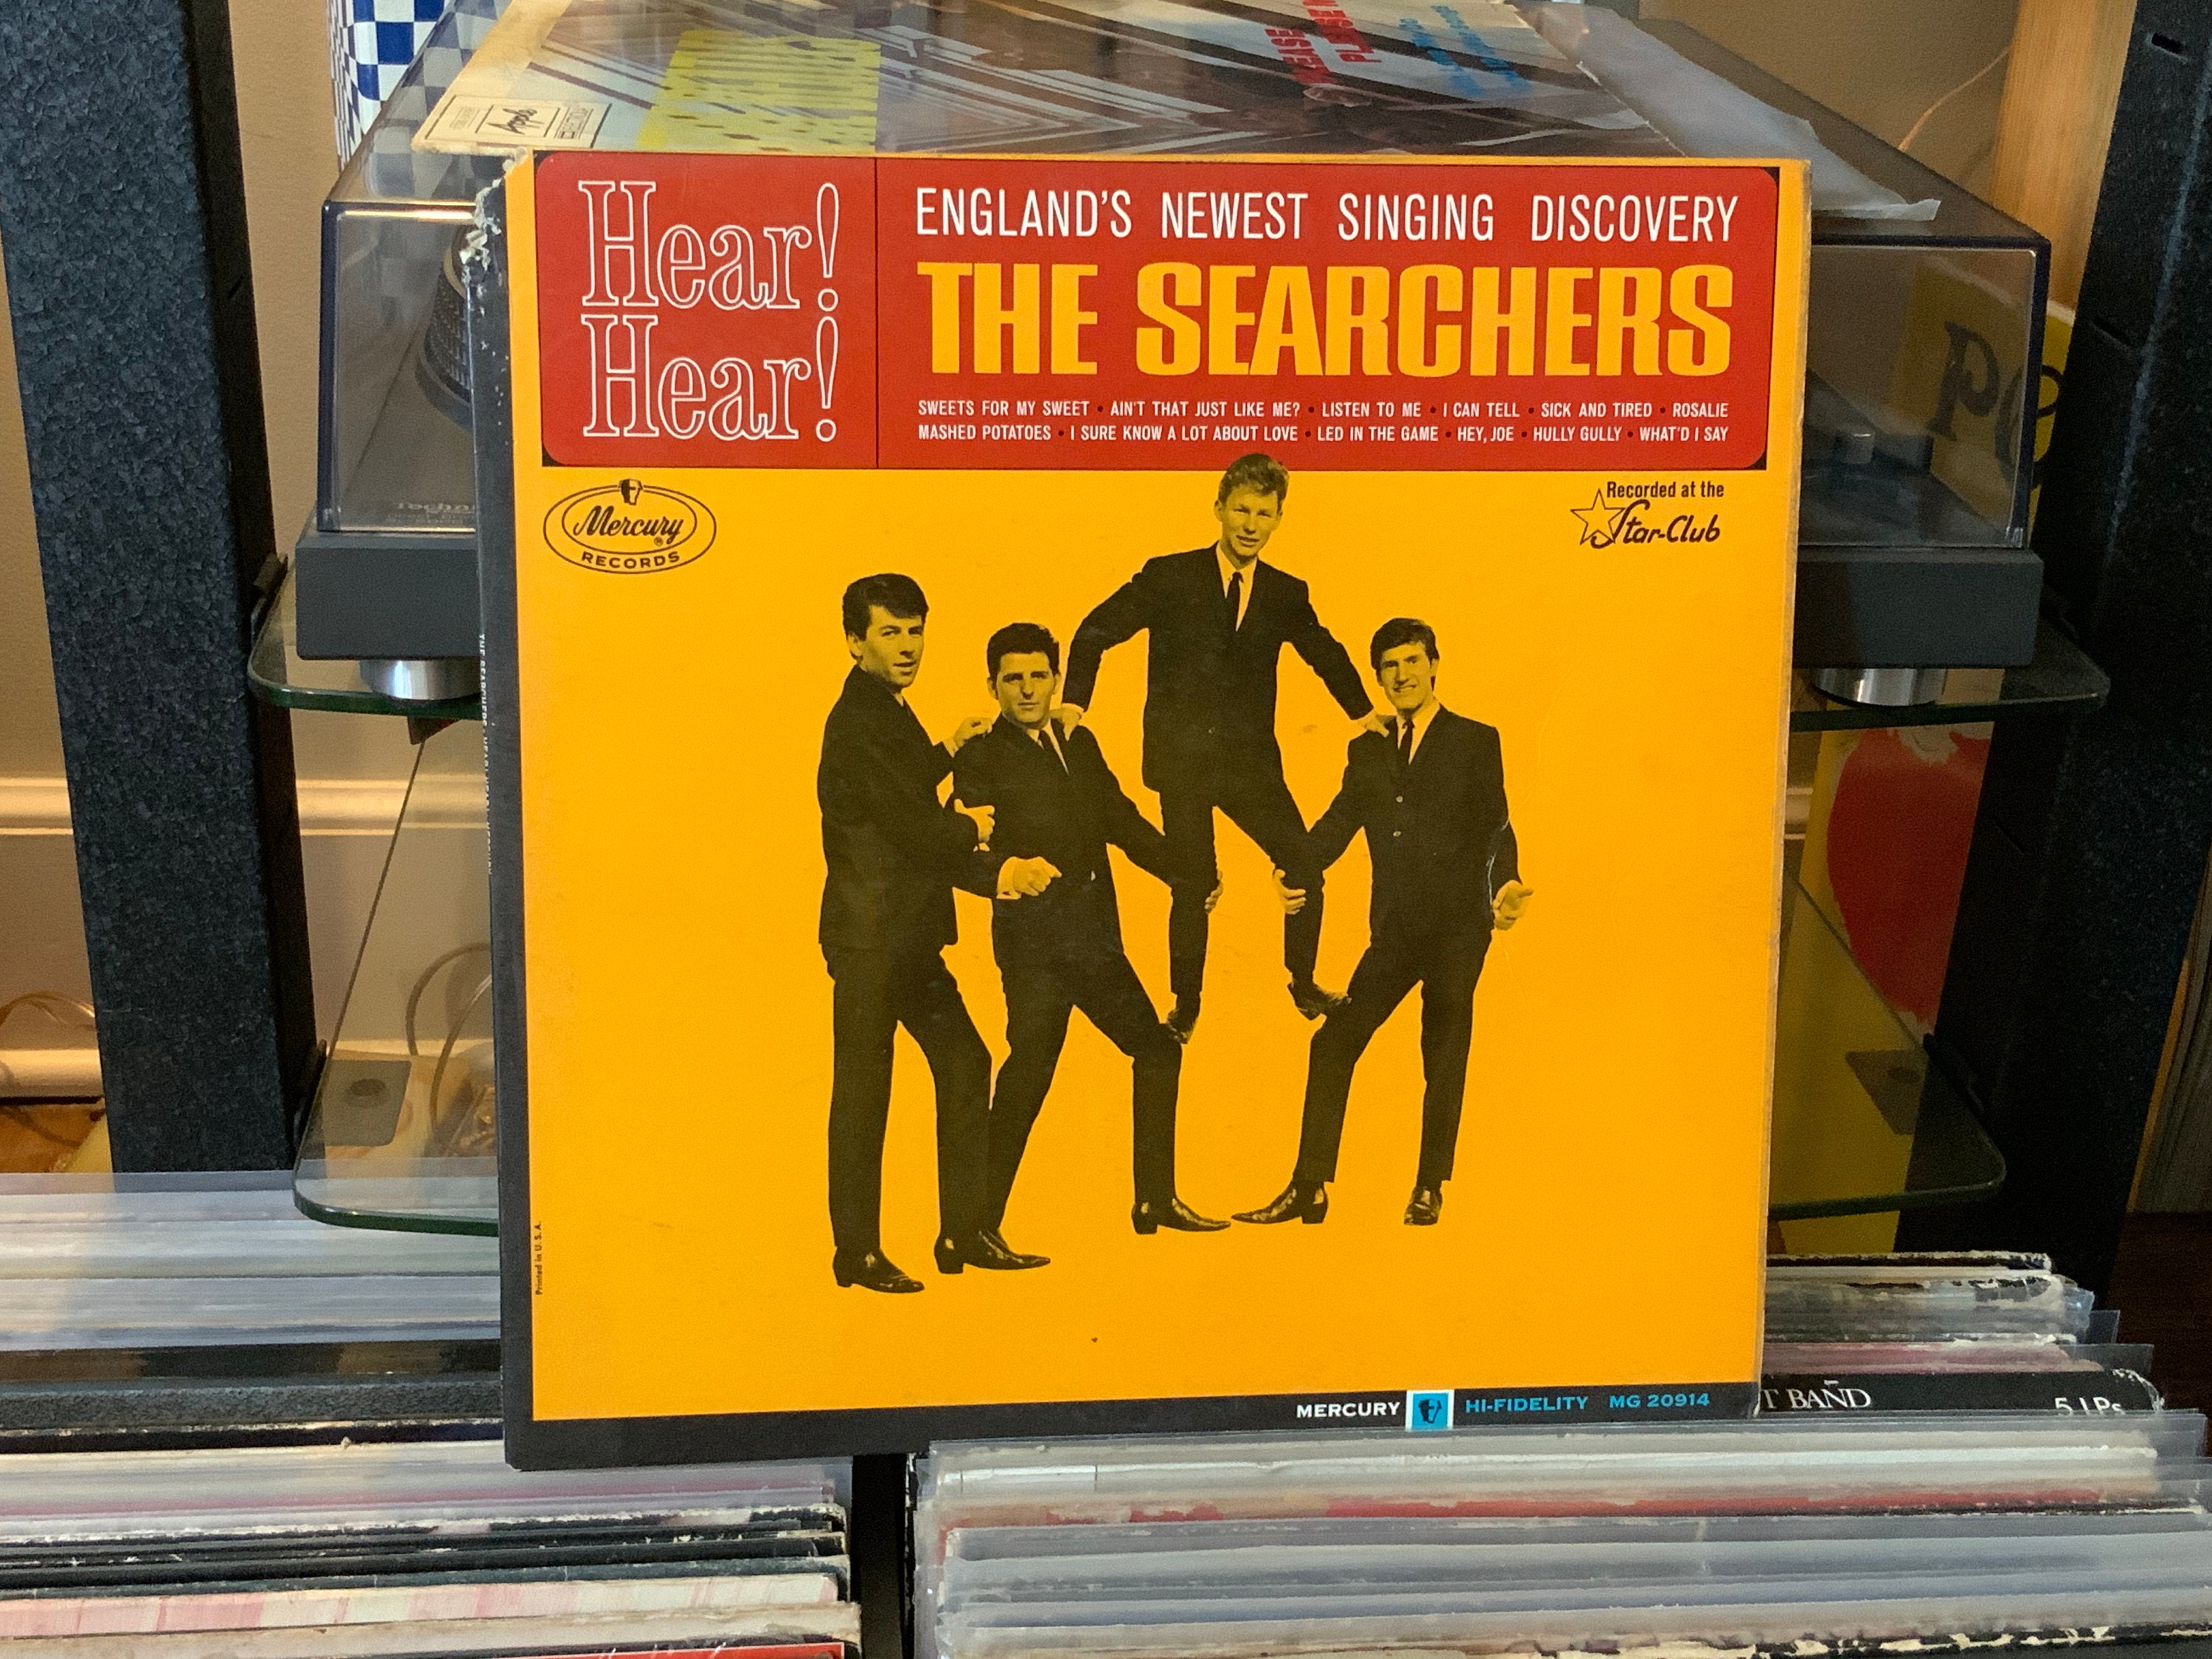 Apple
Hear!
Hear!
ENGLAND'S NEWEST SINGING DISCOVERY
THE SEARCHERS
SWEETS FOR MY SWEET • AIN'T THAT JUST LIKE ME? • LISTEN TO ME • I CAN TELL • SICK AND TIRED • ROSALIE
MASHED POTATOES • I SURE KNOW A LOT ABOUT LOVE • LED IN THE GAME • HEY, JOE • HULLY GULLY • WHAT'D I SAY
Mercury
®
RECORDS
Recorded at the
Star-Club
Printed in U.S.A.
MERCURY HI-FIDELITY MG 20914
T BAND
5 LPs